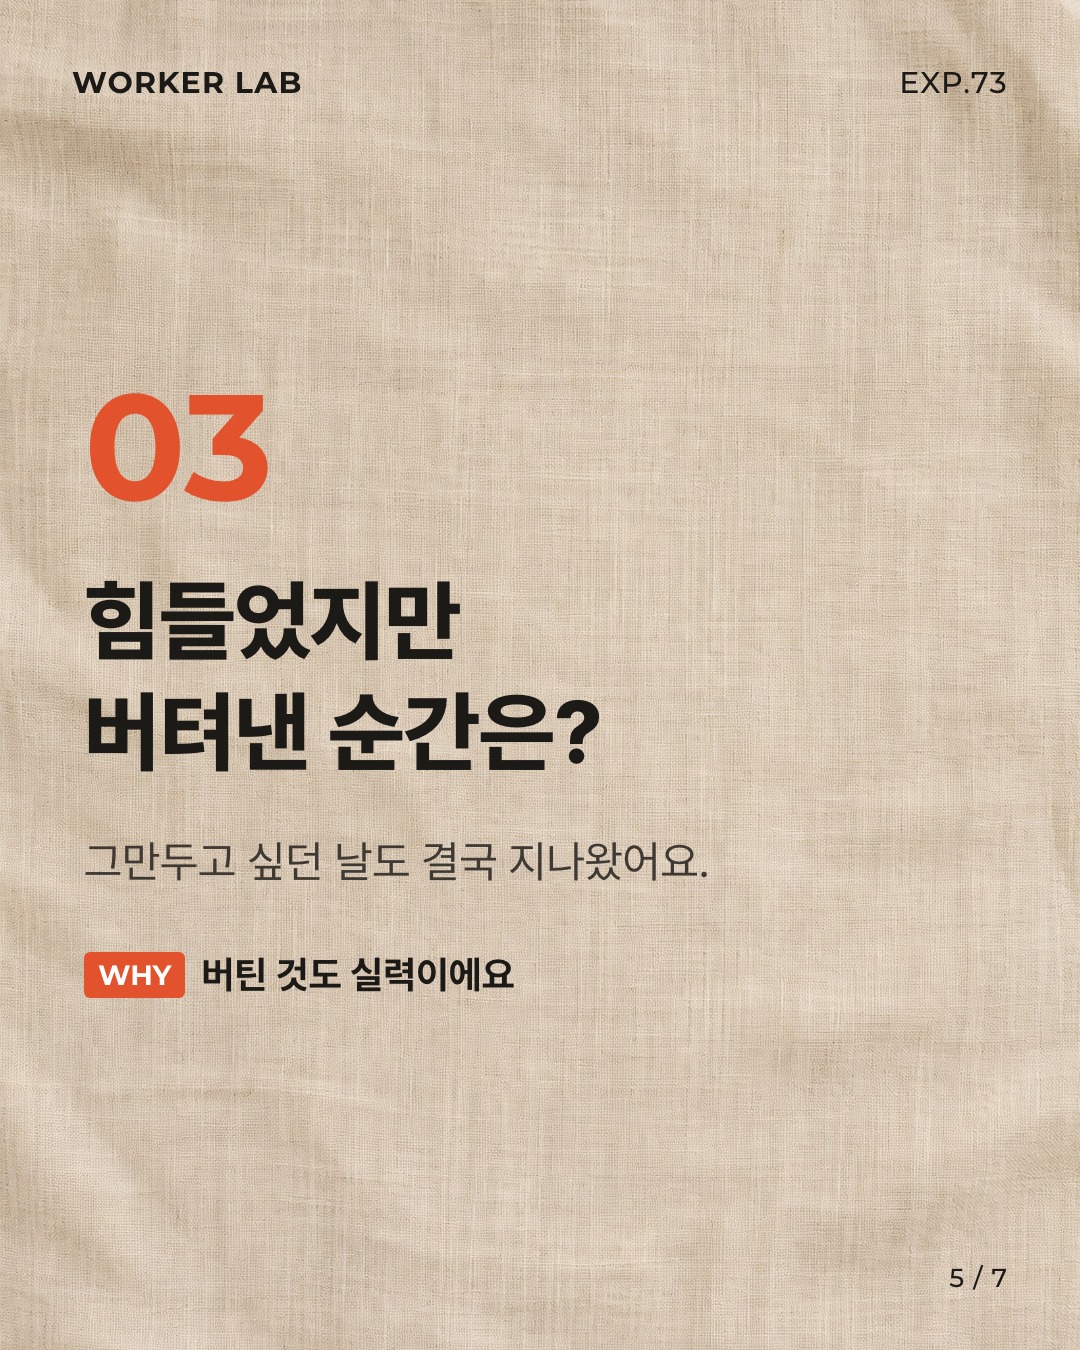 WORKER LAB
EXP.73
03
힘들었지만
버텨낸 순간은?
그만두고 싶던 날도 결국 지나왔어요.
WHY 버틴 것도 실력이에요
5 / 7